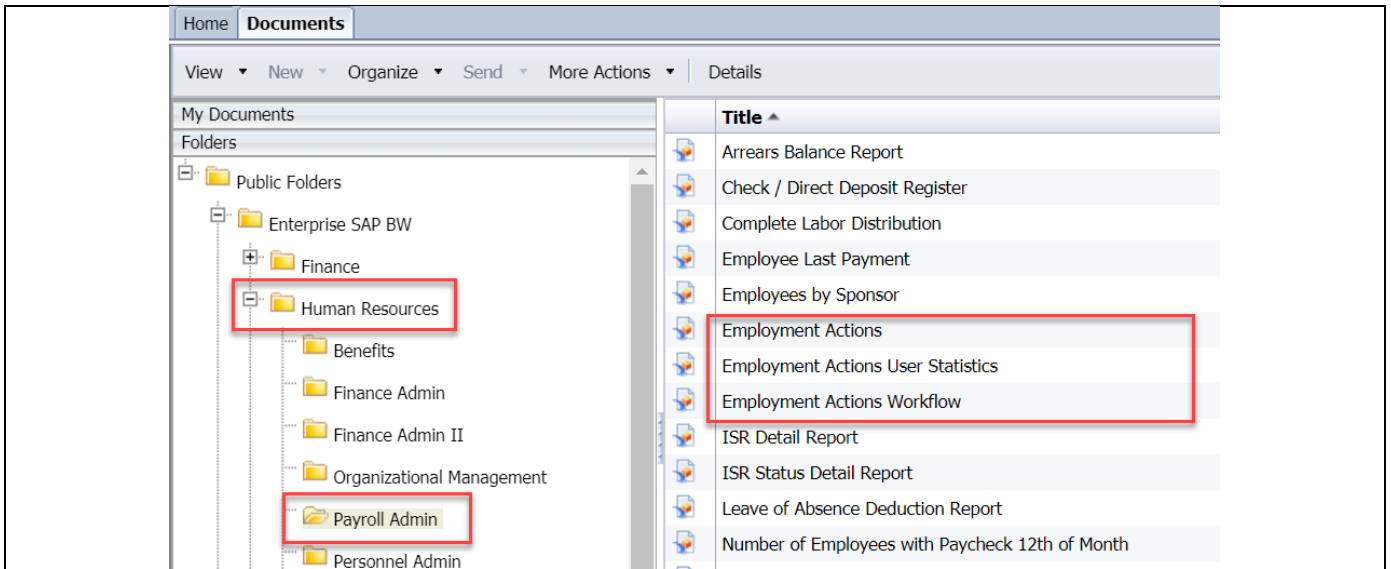 Home Documents
View New Organize Send More Actions Details
My Documents
Folders
Public Folders
Enterprise SAP BW
Finance
Human Resources
Benefits
Finance Admin
Finance Admin II
Organizational Management
Payroll Admin
Personnel Admin
Title
Arrears Balance Report
Check / Direct Deposit Register
Complete Labor Distribution
Employee Last Payment
Employees by Sponsor
Employment Actions
Employment Actions User Statistics
Employment Actions Workflow
ISR Detail Report
ISR Status Detail Report
Leave of Absence Deduction Report
Number of Employees with Paycheck 12th of Month